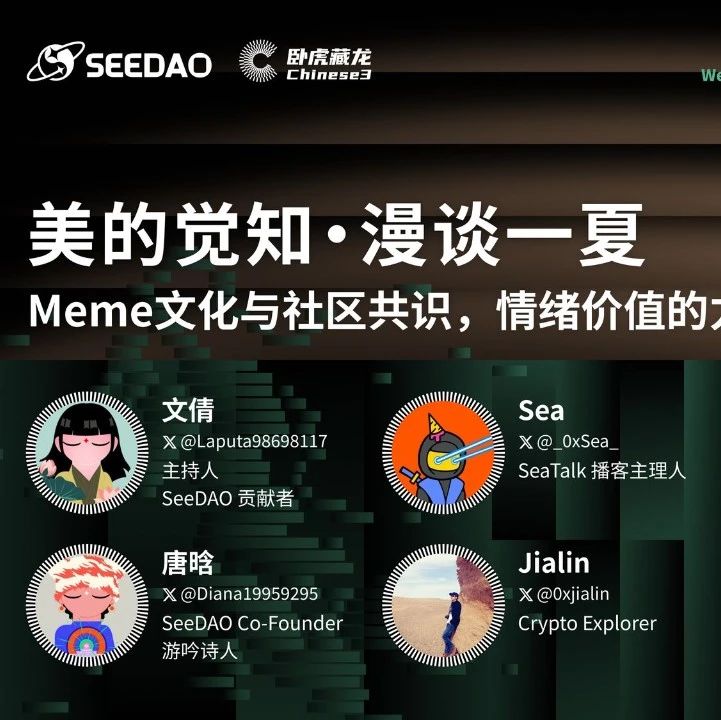 SEEDAO
卧虎藏龙
Chinese3
We
美的觉知·漫谈一夏
Meme文化与社区共识，情绪价值的
文倩
X @Laputa98698117
主持人
SeeDAO 贡献者
Sea
X @_0xSea_
SeaTalk 播客主理人
唐晗
X @Diana19959295
SeeDAO Co-Founder
游吟诗人
Jialin
X @0xjialin
Crypto Explorer